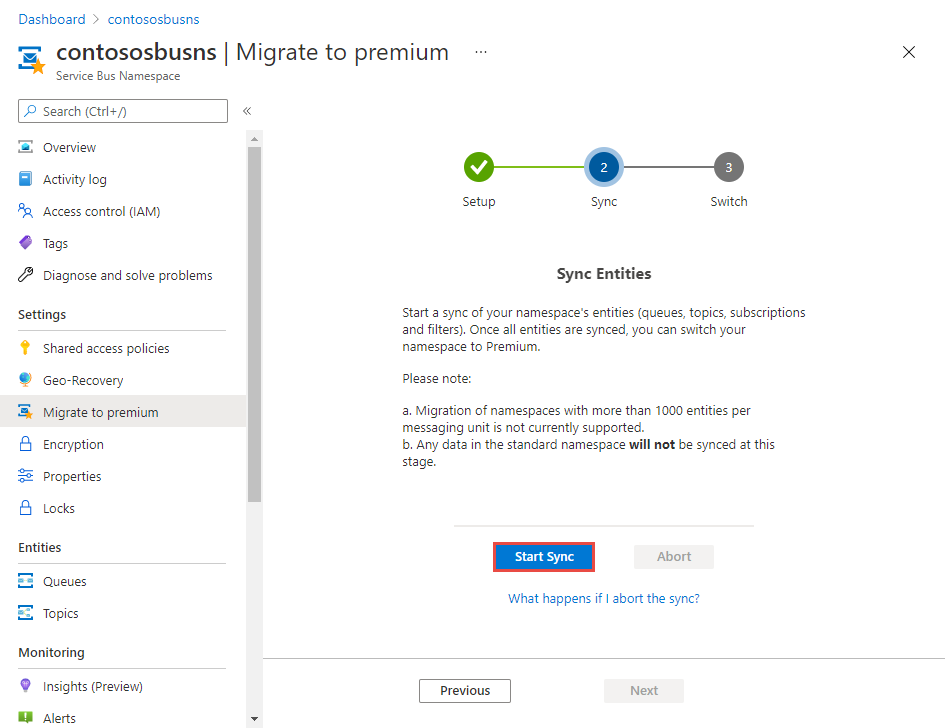 Dashboard > contososbusns
contososbusns | Migrate to premium ...
Service Bus Namespace
Search (Ctrl+/) «
Overview
Activity log
Access control (IAM)
Tags
Diagnose and solve problems
Settings
Shared access policies
Geo-Recovery
Migrate to premium
Encryption
Properties
Locks
Entities
Queues
Topics
Monitoring
Insights (Preview)
Alerts
2 3
Setup Sync Switch
Sync Entities
Start a sync of your namespace's entities (queues, topics, subscriptions
and filters). Once all entities are synced, you can switch your
namespace to Premium.
Please note:
a. Migration of namespaces with more than 1000 entities per
messaging unit is not currently supported.
b. Any data in the standard namespace will not be synced at this
stage.
Start Sync Abort
What happens if I abort the sync?
Previous Next